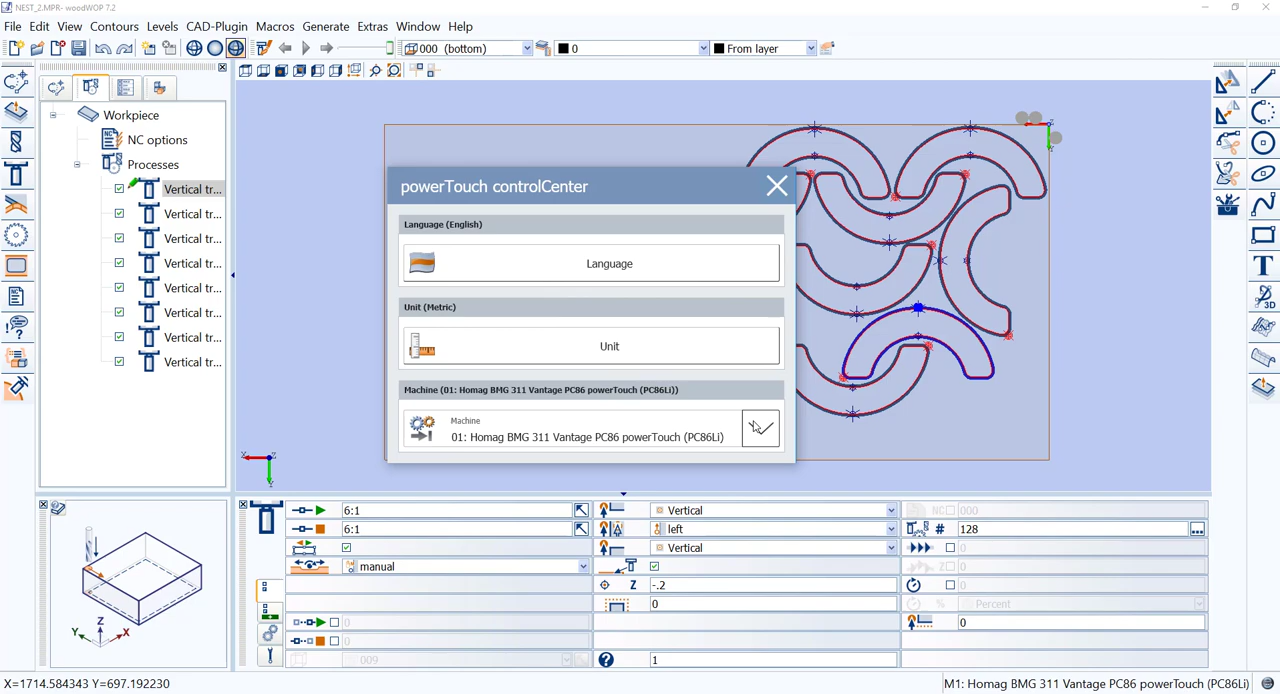 NEST_2.MPR- woodWOP 7.2
File Edit View Contours Levels CAD-Plugin Macros Generate Extras Window Help
000 (bottom) 0 From layer
Workpiece
NC options
Processes
Vertical tr...
Vertical tr...
Vertical tr...
Vertical tr...
Vertical tr...
Vertical tr...
Vertical tr...
Vertical tr...
powerTouch controlCenter
Language (English)
Language
Unit (Metric)
Unit
Machine (01: Homag BMG 311 Vantage PC86 powerTouch (PC86Li))
Machine
01: Homag BMG 311 Vantage PC86 powerTouch (PC86Li)
T
3D
Z
Y X
6:1 Vertical NC 000
6:1 left # 128
Vertical 0
manual Z 0
Z -.2 0
0 % Percent
0 0
0
009 1
X=1714.584343 Y=697.192230
M1: Homag BMG 311 Vantage PC86 powerTouch (PC86Li)